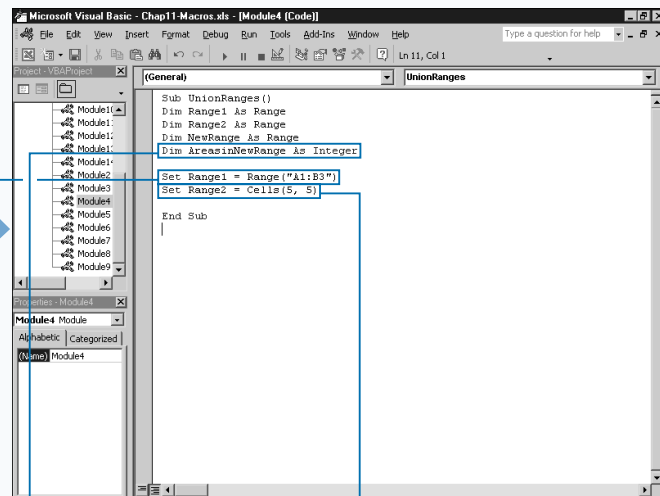 Microsoft Visual Basic - Chap11-Macros.xls - [Module4 (Code)]
File Edit View Insert Format Debug Run Tools Add-Ins Window Help
Type a question for help
Ln 11, Col 1
Project - VBAProject
(General)
UnionRanges
Module2
Module3
Module4
Module5
Module6
Module7
Module8
Module9
Properties - Module4
Module4 Module
Alphabetic Categorized
(Name) Module4
Sub UnionRanges()
Dim Range1 As Range
Dim Range2 As Range
Dim NewRange As Range
Dim AreasinNewRange As Integer
Set Range1 = Range("A1:B3")
Set Range2 = Cells(5, 5)
End Sub